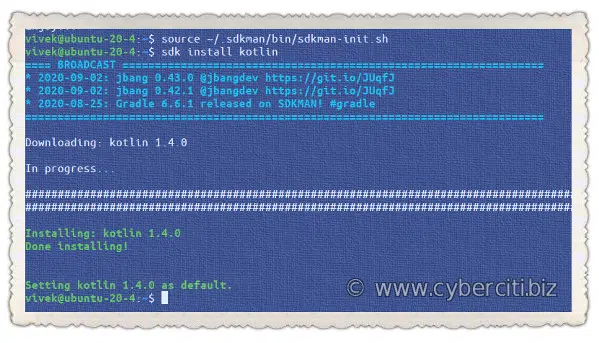 vivek@ubuntu-20-4:~$ source ~/.sdkman/bin/sdkman-init.sh
vivek@ubuntu-20-4:~$ sdk install kotlin
==== BROADCAST =================================================================
* 2020-09-02: jbang 0.43.0 @jbangdev https://git.io/JUqfJ
* 2020-09-02: jbang 0.42.1 @jbangdev https://git.io/JUqfJ
* 2020-08-25: Gradle 6.6.1 released on SDKMAN! #gradle
================================================================================
Downloading: kotlin 1.4.0
In progress...
####################################################################################
####################################################################################
Installing: kotlin 1.4.0
Done installing!
Setting kotlin 1.4.0 as default.
vivek@ubuntu-20-4:~$
© www.cyberciti.biz